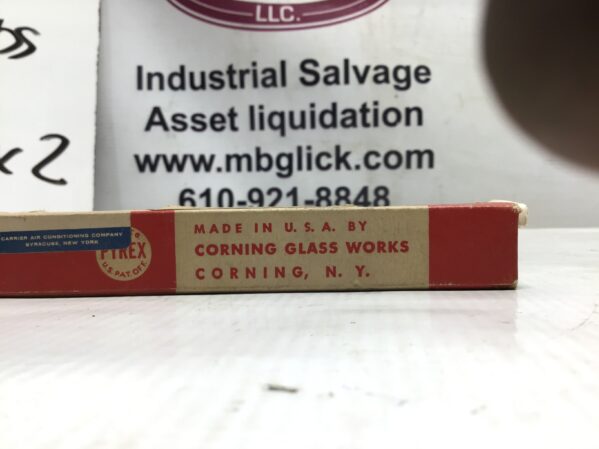 LLC.
Industrial Salvage
Asset liquidation
www.mbglick.com
610-921-8848
x2
CARRIER AIR CONDITIONING COMPANY
SYRACUSE, NEW YORK
PYREX
U.S. PAT. OFF.
MADE IN U. S. A. BY
CORNING GLASS WORKS
CORNING, N. Y.